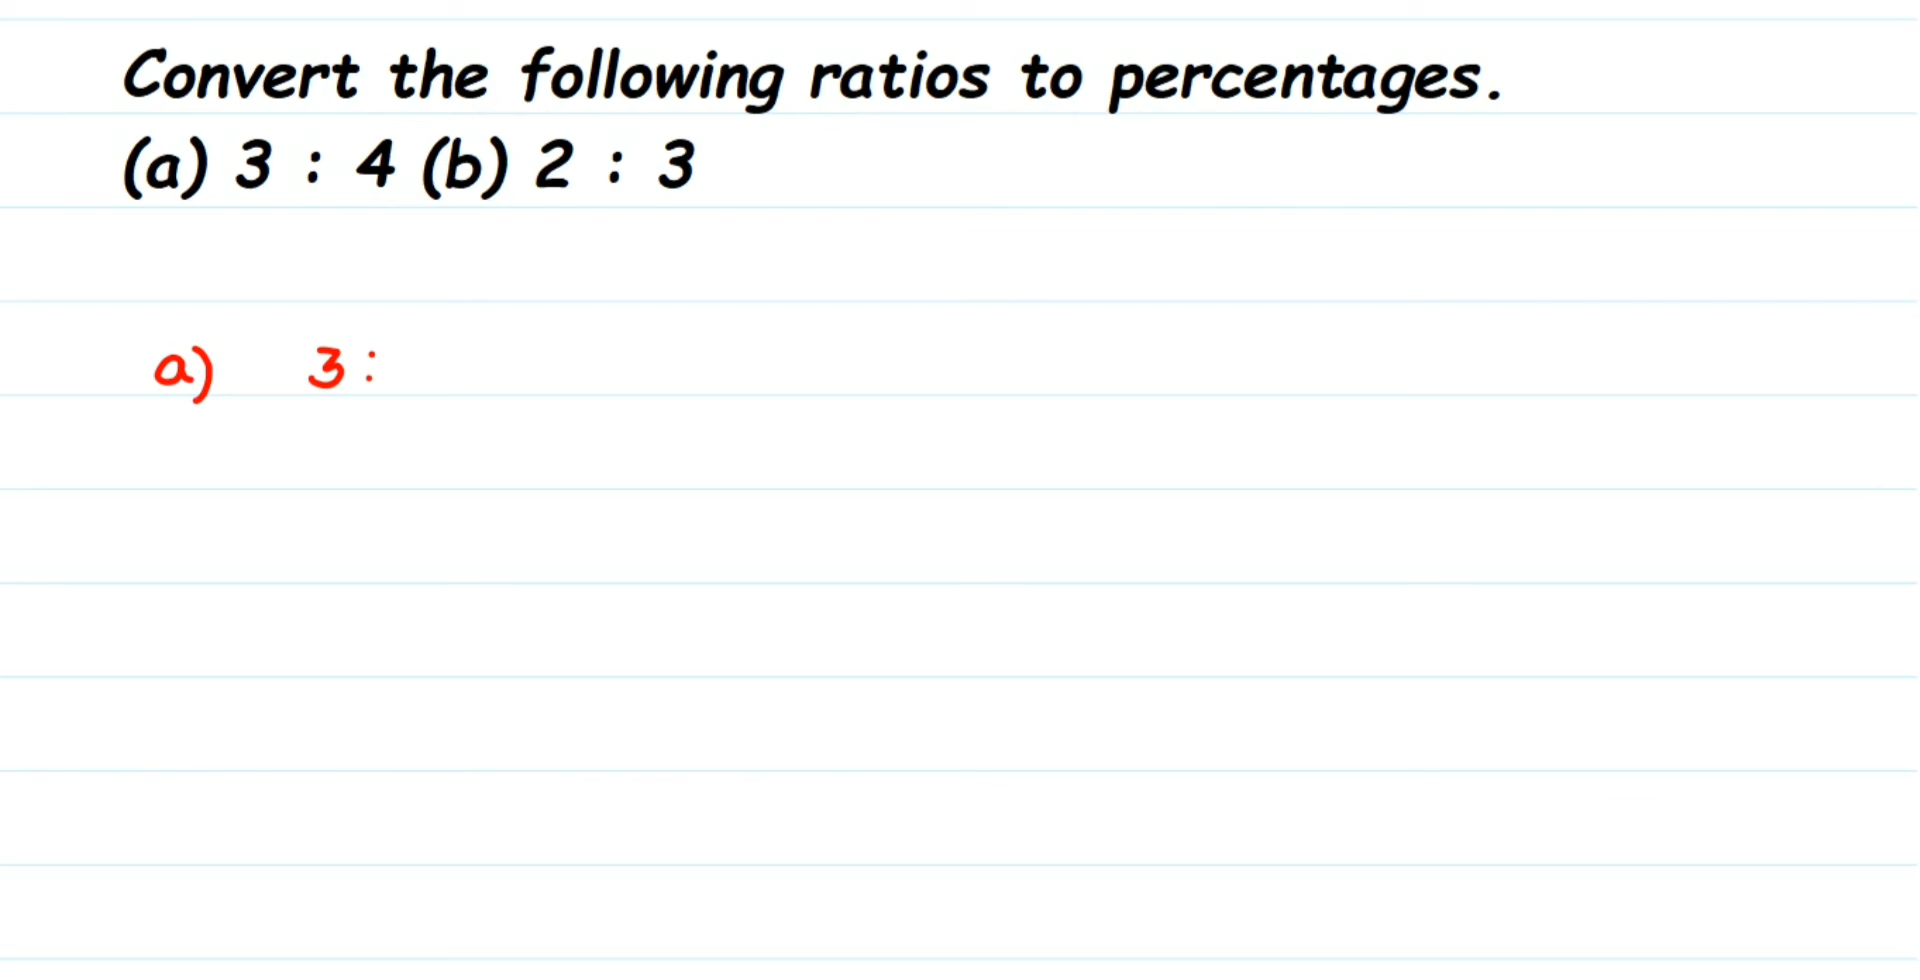 Convert the following ratios to percentages.
(a) 3 : 4 (b) 2 : 3
a) 3 :